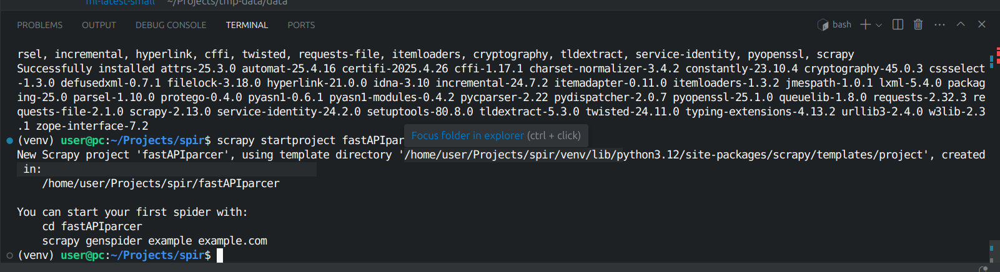 ml-latest-small ~/Projects/tmp-data/data
PROBLEMS OUTPUT DEBUG CONSOLE TERMINAL PORTS bash
rsel, incremental, hyperlink, cffi, twisted, requests-file, itemloaders, cryptography, tldextract, service-identity, pyopenssl, scrapy
Successfully installed attrs-25.3.0 automat-25.4.16 certifi-2025.4.26 cffi-1.17.1 charset-normalizer-3.4.2 constantly-23.10.4 cryptography-45.0.3 cssselect
-1.3.0 defusedxml-0.7.1 filelock-3.18.0 hyperlink-21.0.0 idna-3.10 incremental-24.7.2 itemadapter-0.11.0 itemloaders-1.3.2 jmespath-1.0.1 lxml-5.4.0 packag
ing-25.0 parsel-1.10.0 protego-0.4.0 pyasn1-0.6.1 pyasn1-modules-0.4.2 pycparser-2.22 pydispatcher-2.0.7 pyopenssl-25.1.0 queuelib-1.8.0 requests-2.32.3 re
quests-file-2.1.0 scrapy-2.13.0 service-identity-24.2.0 setuptools-80.8.0 tldextract-5.3.0 twisted-24.11.0 typing-extensions-4.13.2 urllib3-2.4.0 w3lib-2.3
.1 zope-interface-7.2
(venv) user@pc:~/Projects/spir$ scrapy startproject fastAPIpar
Focus folder in explorer (ctrl + click)
New Scrapy project 'fastAPIparcer', using template directory '/home/user/Projects/spir/venv/lib/python3.12/site-packages/scrapy/templates/project', created
in:
/home/user/Projects/spir/fastAPIparcer
You can start your first spider with:
cd fastAPIparcer
scrapy genspider example example.com
(venv) user@pc:~/Projects/spir$